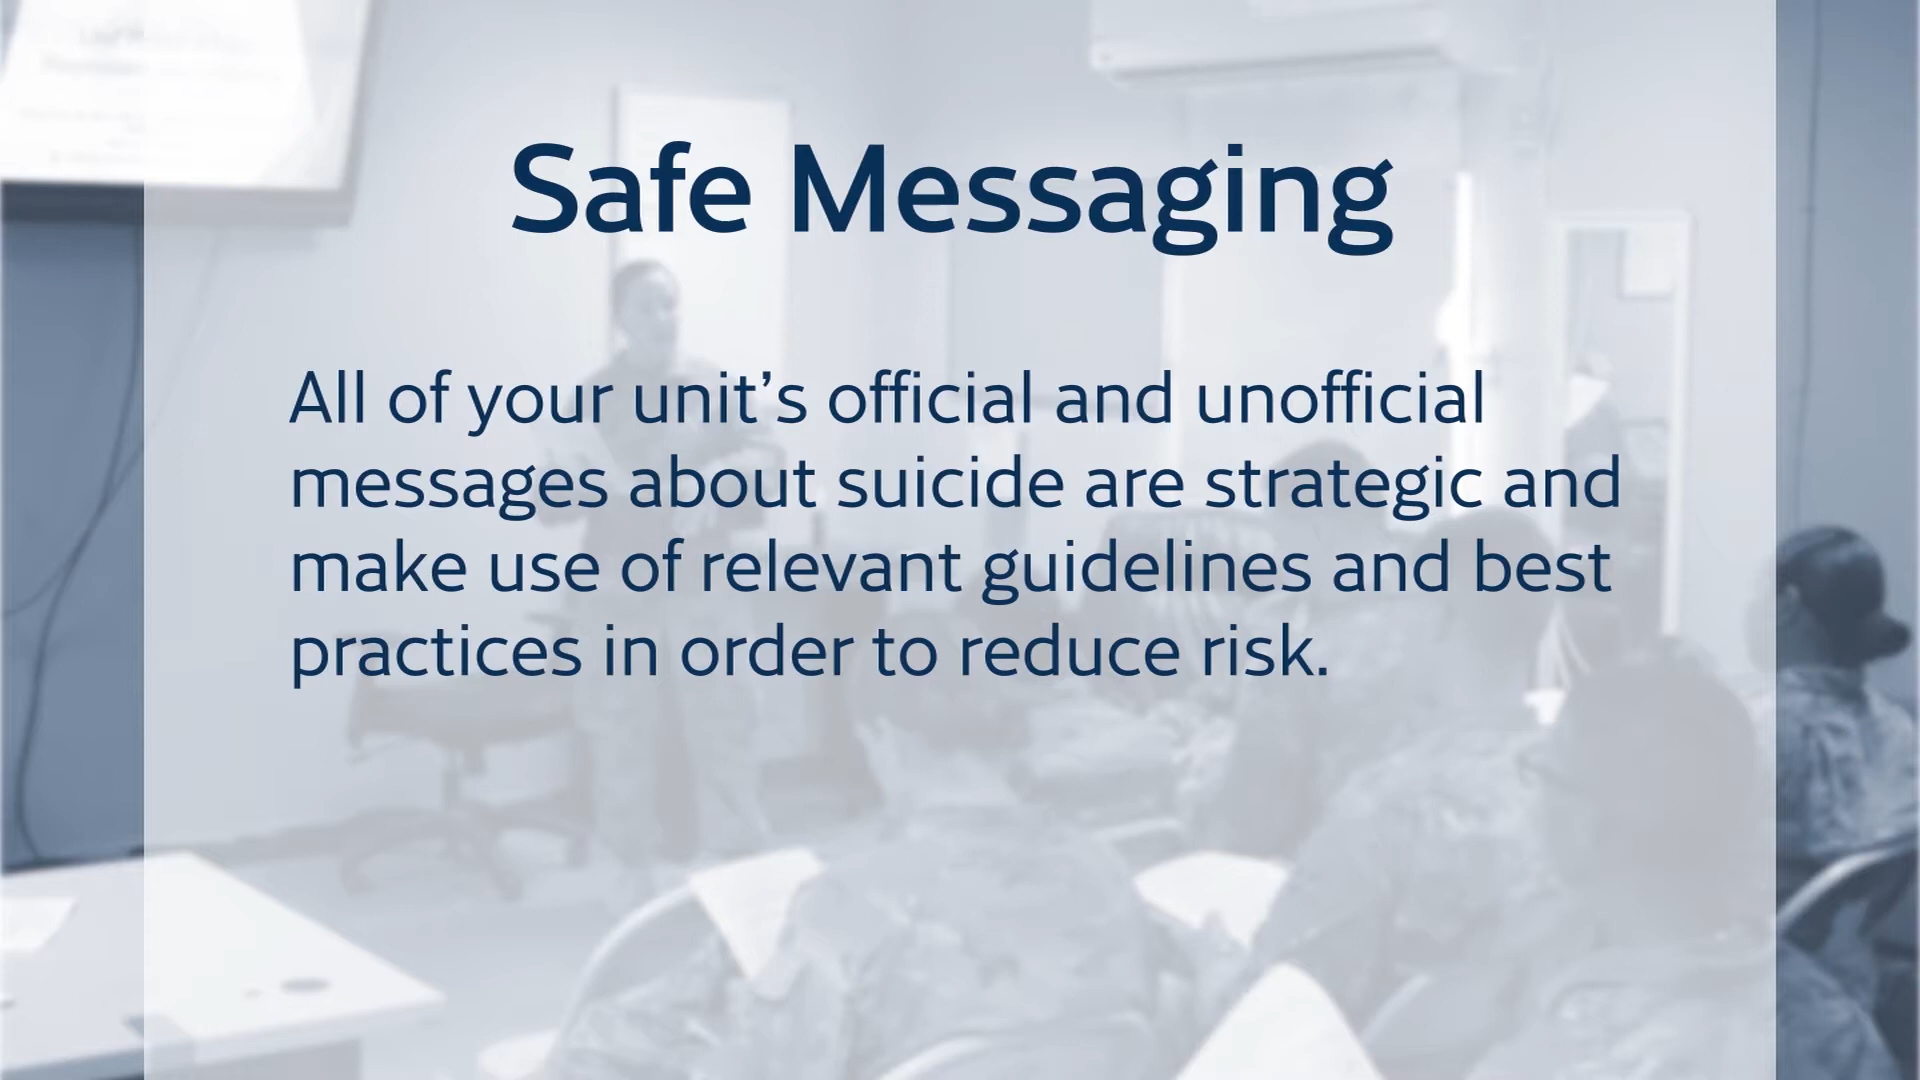 Safe Messaging
All of your unit’s official and unofficial
messages about suicide are strategic and
make use of relevant guidelines and best
practices in order to reduce risk.